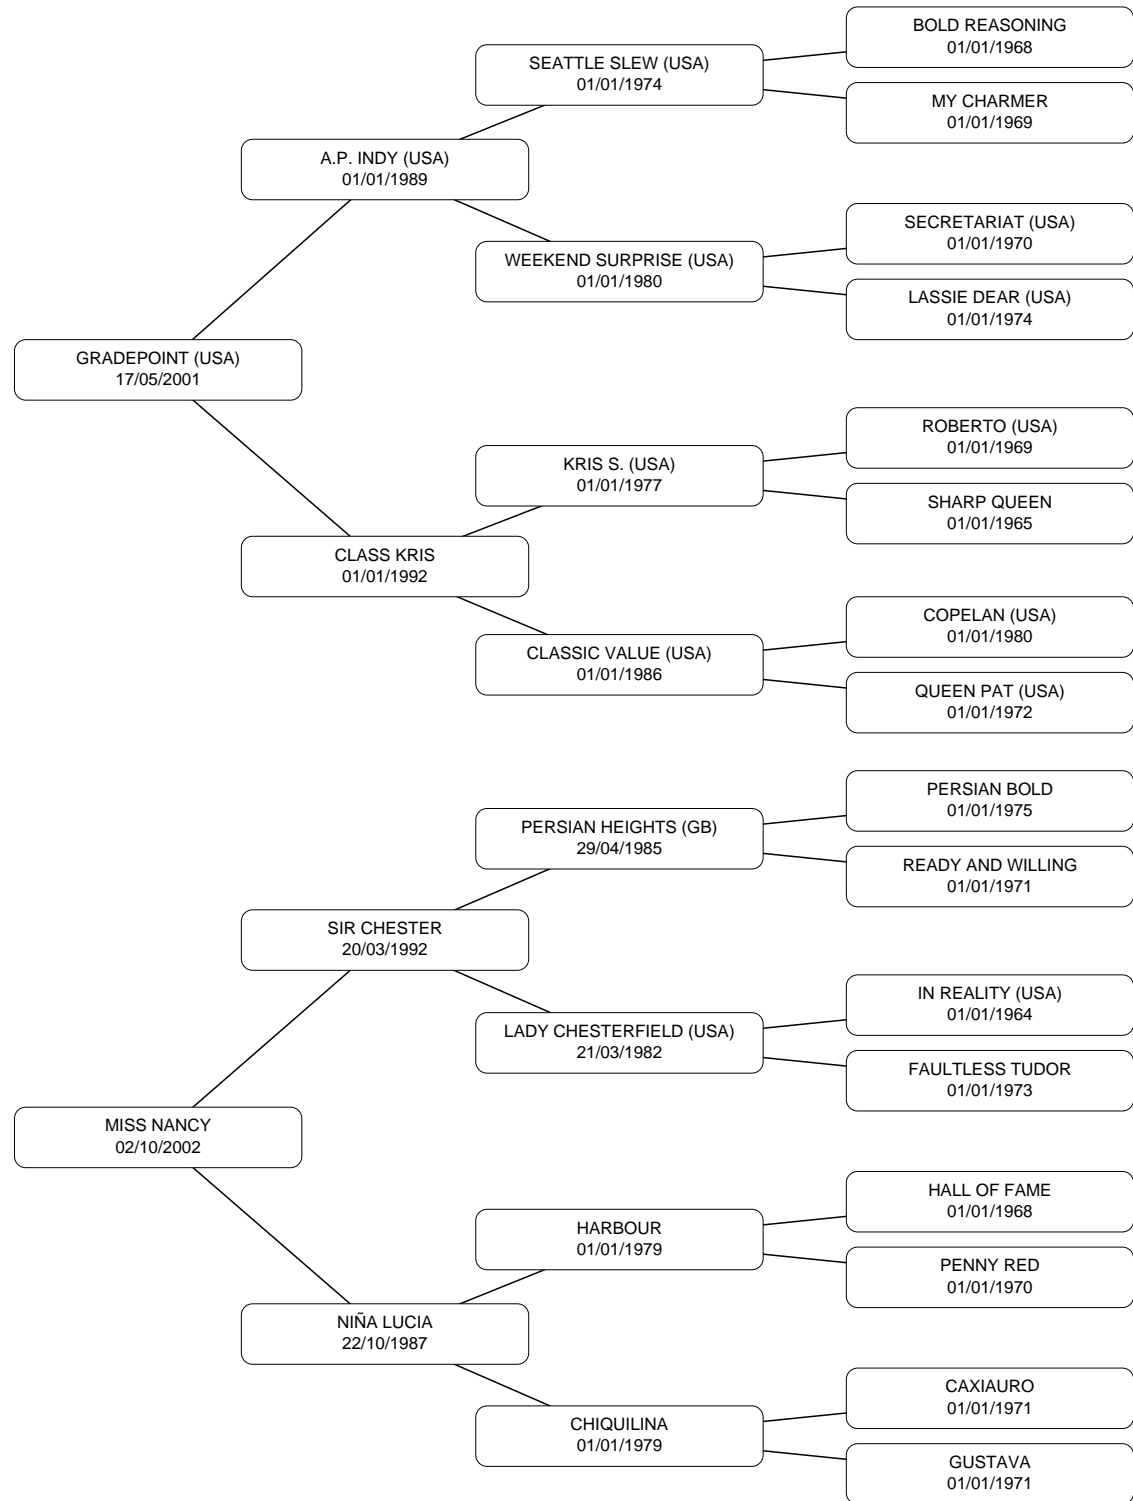 BOLD REASONING
01/01/1968
SEATTLE SLEW (USA)
01/01/1974
MY CHARMER
01/01/1969
A.P. INDY (USA)
01/01/1989
SECRETARIAT (USA)
01/01/1970
WEEKEND SURPRISE (USA)
01/01/1980
LASSIE DEAR (USA)
01/01/1974
GRADEPOINT (USA)
17/05/2001
ROBERTO (USA)
01/01/1969
KRIS S. (USA)
01/01/1977
SHARP QUEEN
01/01/1965
CLASS KRIS
01/01/1992
COPELAN (USA)
01/01/1980
CLASSIC VALUE (USA)
01/01/1986
QUEEN PAT (USA)
01/01/1972
PERSIAN BOLD
01/01/1975
PERSIAN HEIGHTS (GB)
29/04/1985
READY AND WILLING
01/01/1971
SIR CHESTER
20/03/1992
IN REALITY (USA)
01/01/1964
LADY CHESTERFIELD (USA)
21/03/1982
FAULTLESS TUDOR
01/01/1973
MISS NANCY
02/10/2002
HALL OF FAME
01/01/1968
HARBOUR
01/01/1979
PENNY RED
01/01/1970
NIÑA LUCIA
22/10/1987
CAXIAURO
01/01/1971
CHIQUILINA
01/01/1979
GUSTAVA
01/01/1971